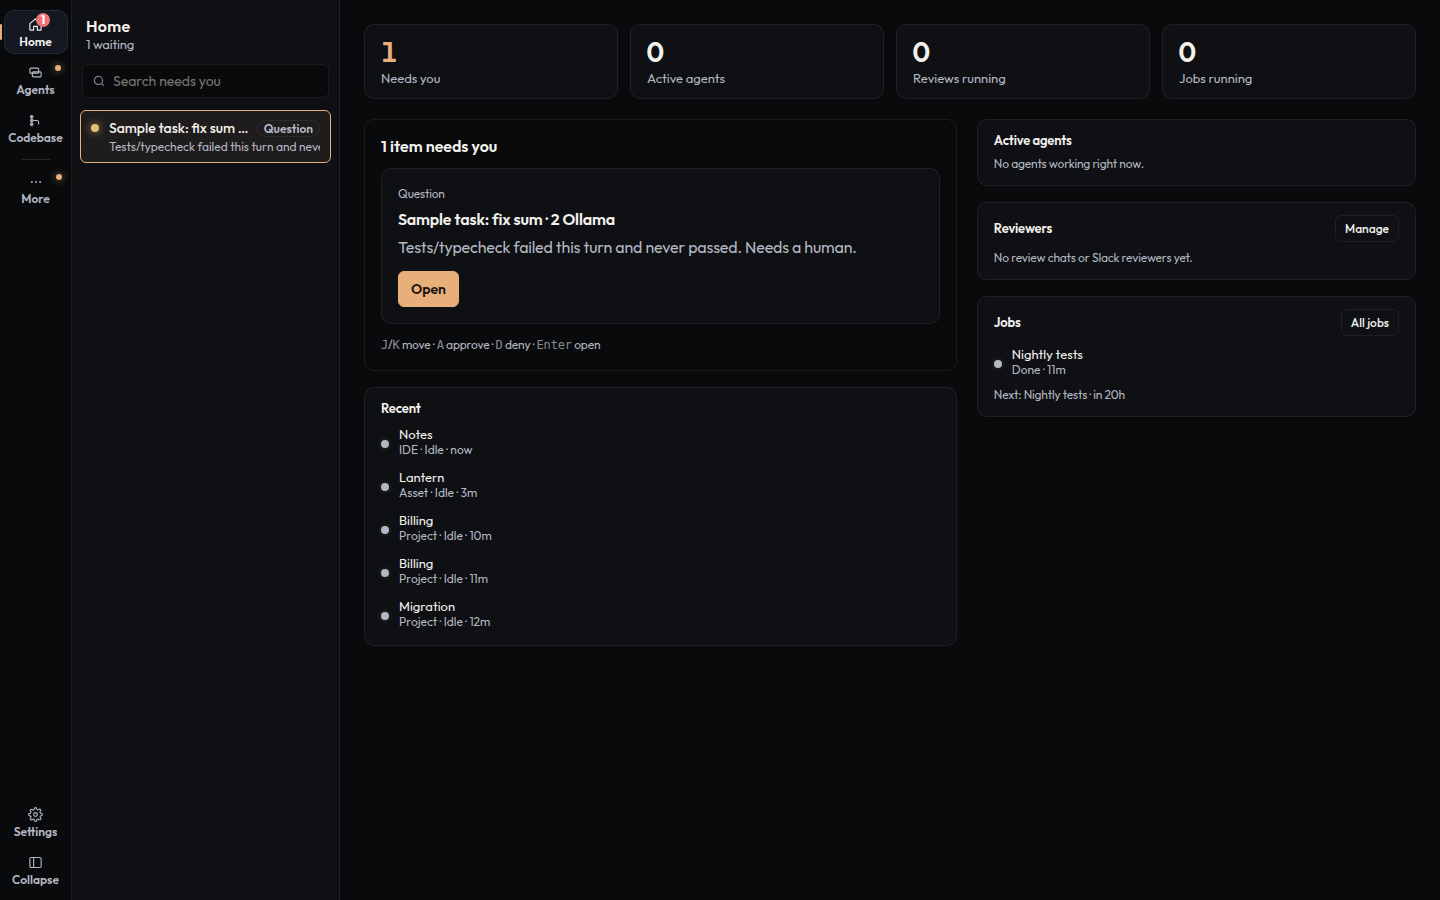 1
Home
Agents
Codebase
More
Settings
Collapse
Home
1 waiting
Search needs you
Sample task: fix sum ...
Question
Tests/typecheck failed this turn and neve
1
Needs you
0
Active agents
0
Reviews running
0
Jobs running
1 item needs you
Question
Sample task: fix sum · 2 Ollama
Tests/typecheck failed this turn and never passed. Needs a human.
Open
J/K move · A approve · D deny · Enter open
Recent
Notes
IDE · Idle · now
Lantern
Asset · Idle · 3m
Billing
Project · Idle · 10m
Billing
Project · Idle · 11m
Migration
Project · Idle · 12m
Active agents
No agents working right now.
Reviewers
Manage
No review chats or Slack reviewers yet.
Jobs
All jobs
Nightly tests
Done · 11m
Next: Nightly tests · in 20h